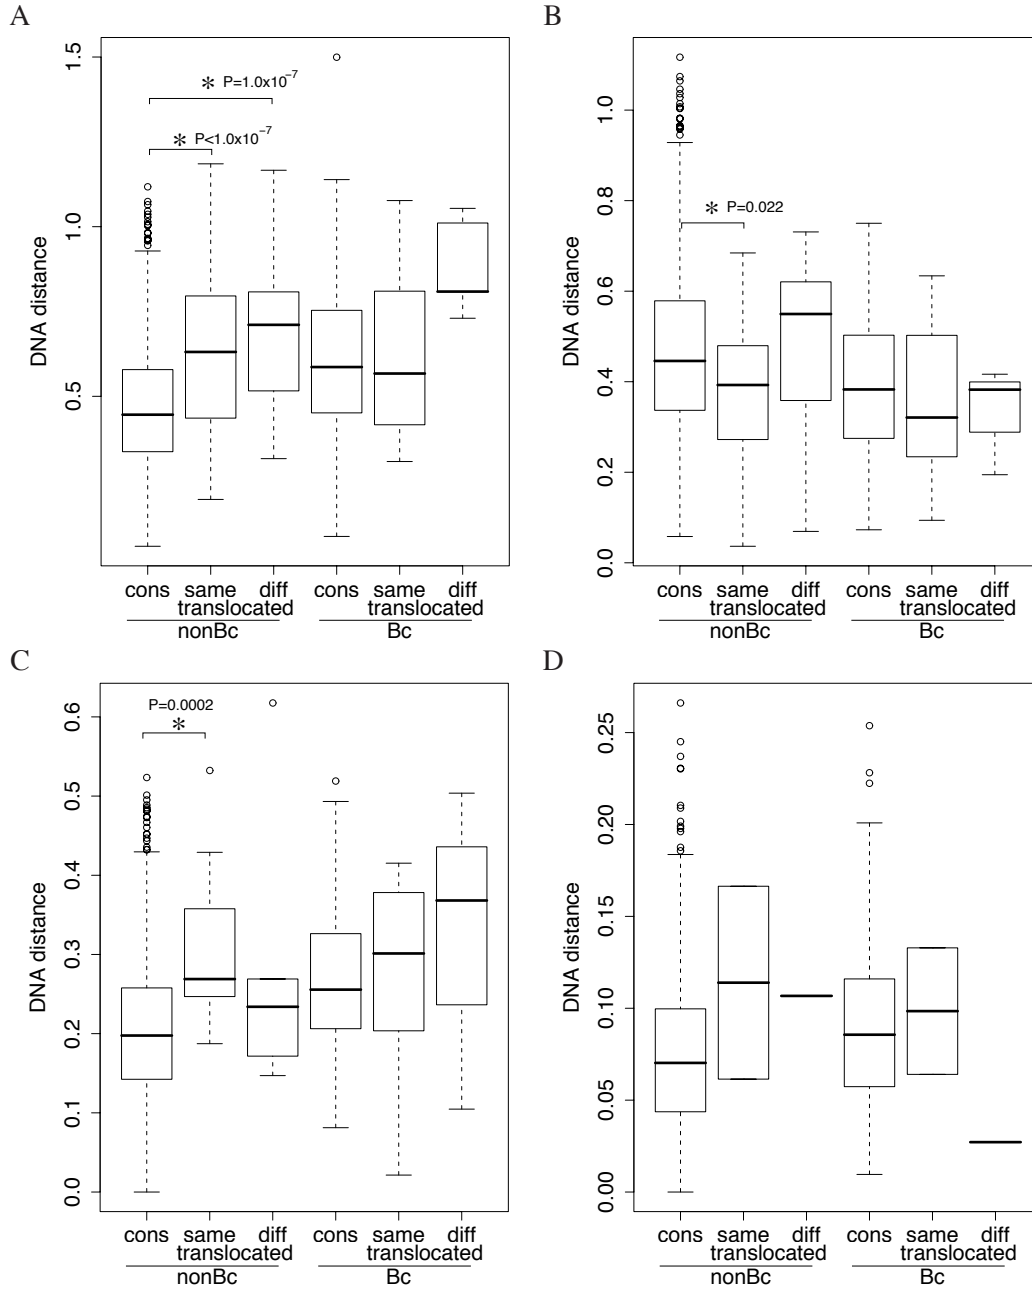 A
DNA distance
1.5
1.0
0.5
* P=1.0x10⁻⁷
* P<1.0x10⁻⁷
cons same diff cons same diff
translocated translocated
nonBc Bc
B
DNA distance
1.0
0.8
0.6
0.4
0.2
0.0
* P=0.022
cons same diff cons same diff
translocated translocated
nonBc Bc
C
DNA distance
0.6
0.5
0.4
0.3
0.2
0.1
0.0
P=0.0002
*
cons same diff cons same diff
translocated translocated
nonBc Bc
D
DNA distance
0.25
0.20
0.15
0.10
0.05
0.00
cons same diff cons same diff
translocated translocated
nonBc Bc